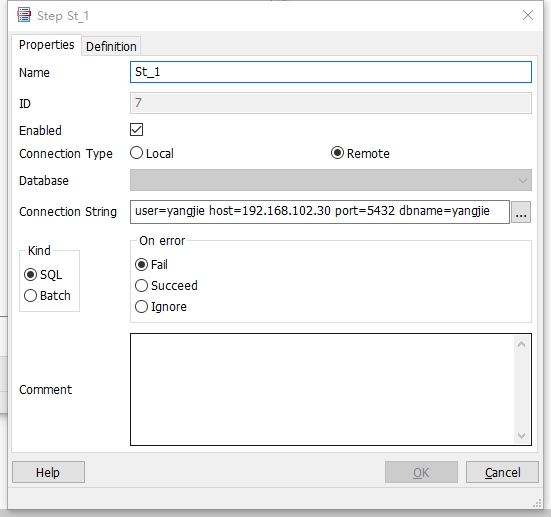 Step St_1
Properties Definition
Name St_1
ID 7
Enabled
Connection Type Local Remote
Database
Connection String user=yangjie host=192.168.102.30 port=5432 dbname=yangjie ...
Kind
SQL
Batch
On error
Fail
Succeed
Ignore
Comment
Help OK Cancel